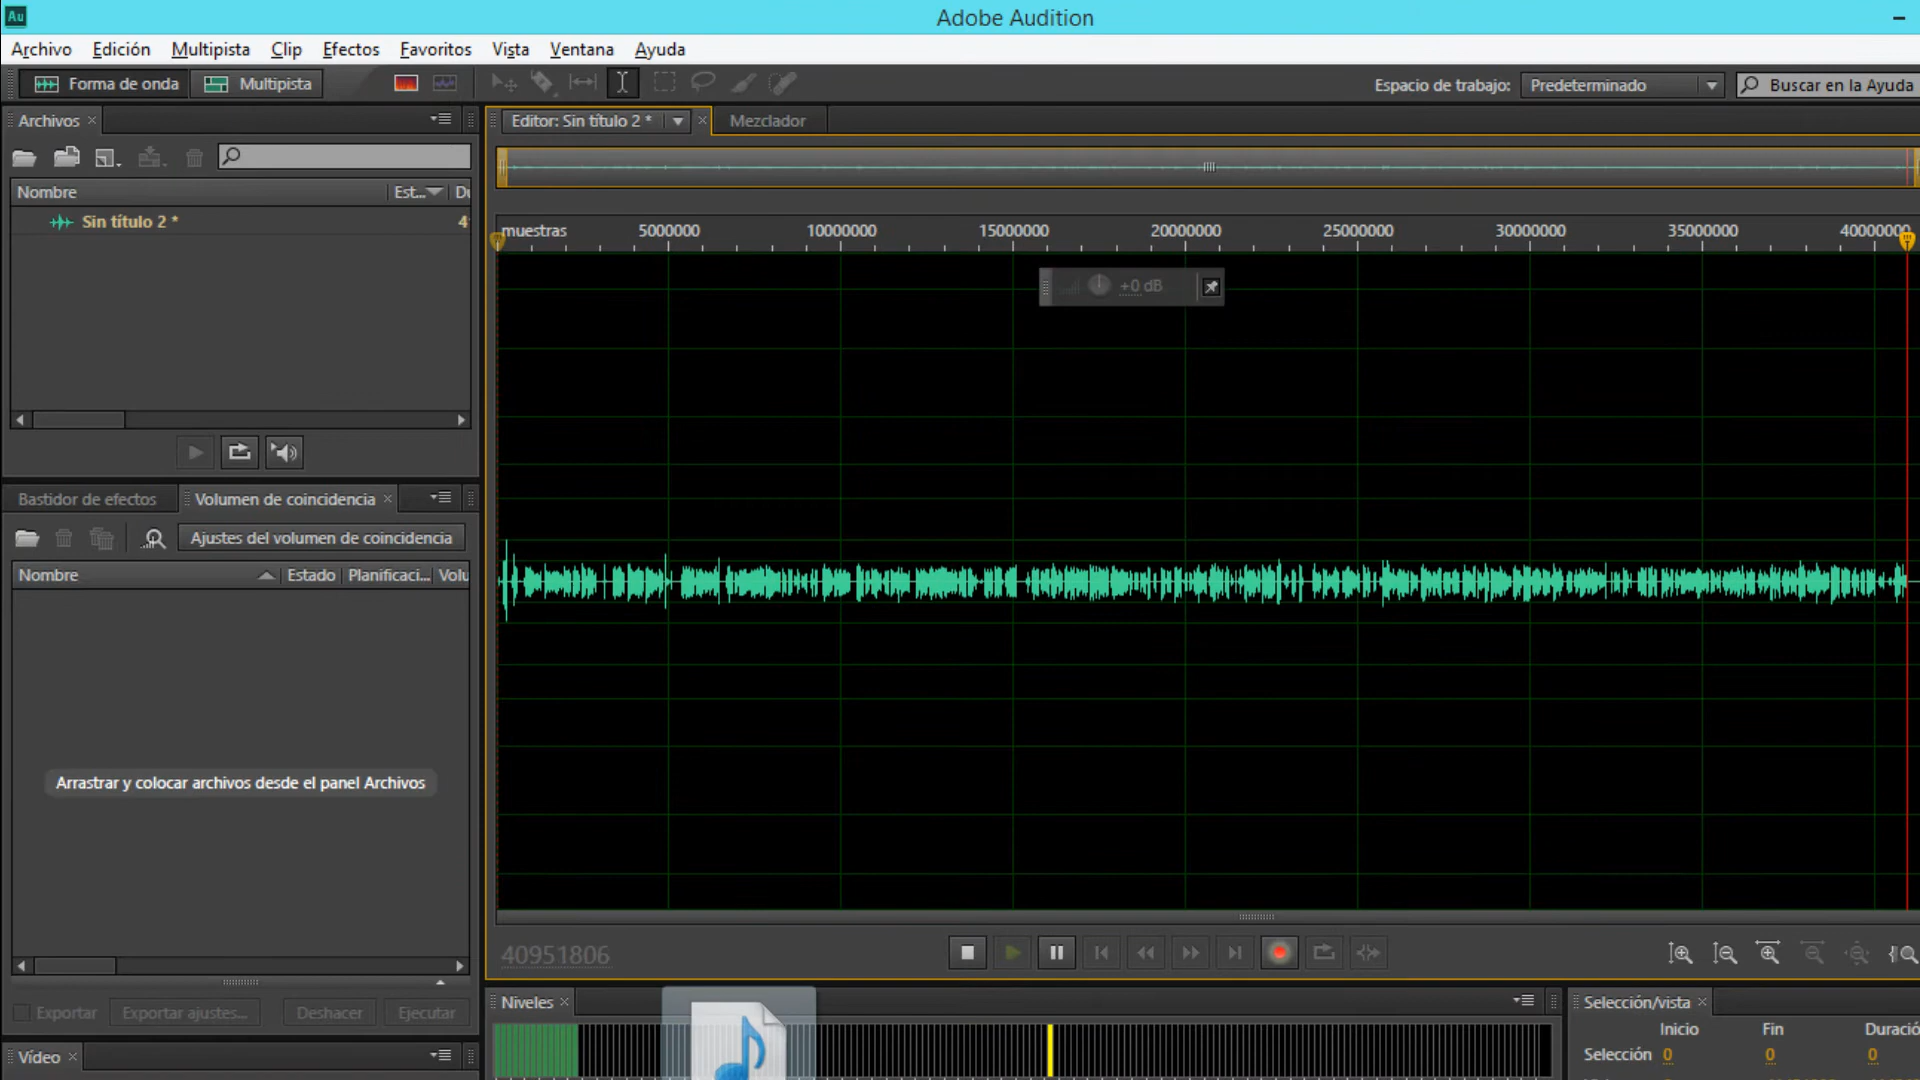 Au
Adobe Audition
Archivo Edición Multipista Clip Efectos Favoritos Vista Ventana Ayuda
Forma de onda Multipista
Espacio de trabajo: Predeterminado Buscar en la Ayuda
Archivos
Editor: Sin título 2 * Mezclador
Nombre Est...
Sin título 2 *
muestras 5000000 10000000 15000000 20000000 25000000 30000000 35000000 40000000
+0 dB
Bastidor de efectos Volumen de coincidencia
Ajustes del volumen de coincidencia
Nombre Estado Planificaci...
Arrastrar y colocar archivos desde el panel Archivos
40951806
Exportar Exportar ajustes... Deshacer Ejecutar
Niveles Selección/vista
Inicio Fin Duració
Selección 0 0 0
Vídeo